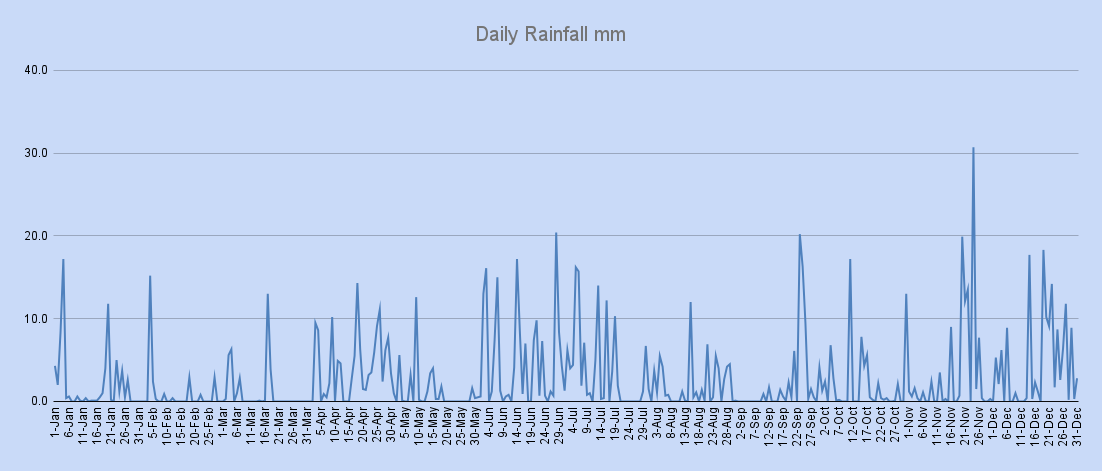 Daily Rainfall mm
40.0
30.0
20.0
10.0
0.0
1-Jan
6-Jan
11-Jan
16-Jan
21-Jan
26-Jan
31-Jan
5-Feb
10-Feb
15-Feb
20-Feb
25-Feb
1-Mar
6-Mar
11-Mar
16-Mar
21-Mar
26-Mar
31-Mar
5-Apr
10-Apr
15-Apr
20-Apr
25-Apr
30-Apr
5-May
10-May
15-May
20-May
25-May
30-May
4-Jun
9-Jun
14-Jun
19-Jun
24-Jun
29-Jun
4-Jul
9-Jul
14-Jul
19-Jul
24-Jul
29-Jul
3-Aug
8-Aug
13-Aug
18-Aug
23-Aug
28-Aug
2-Sep
7-Sep
12-Sep
17-Sep
22-Sep
27-Sep
2-Oct
7-Oct
12-Oct
17-Oct
22-Oct
27-Oct
1-Nov
6-Nov
11-Nov
16-Nov
21-Nov
26-Nov
1-Dec
6-Dec
11-Dec
16-Dec
21-Dec
26-Dec
31-Dec